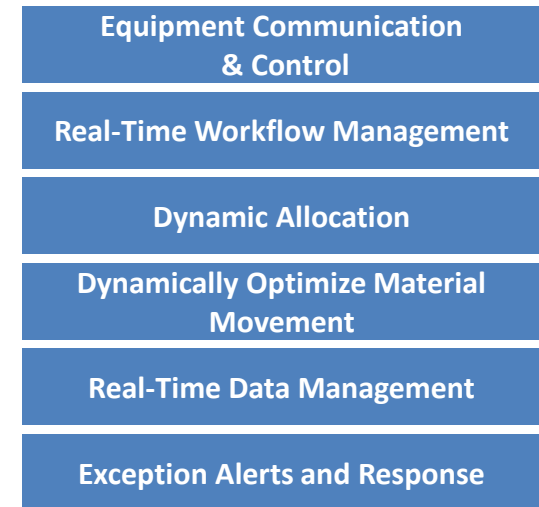 Equipment Communication
& Control
Real-Time Workflow Management
Dynamic Allocation
Dynamically Optimize Material
Movement
Real-Time Data Management
Exception Alerts and Response